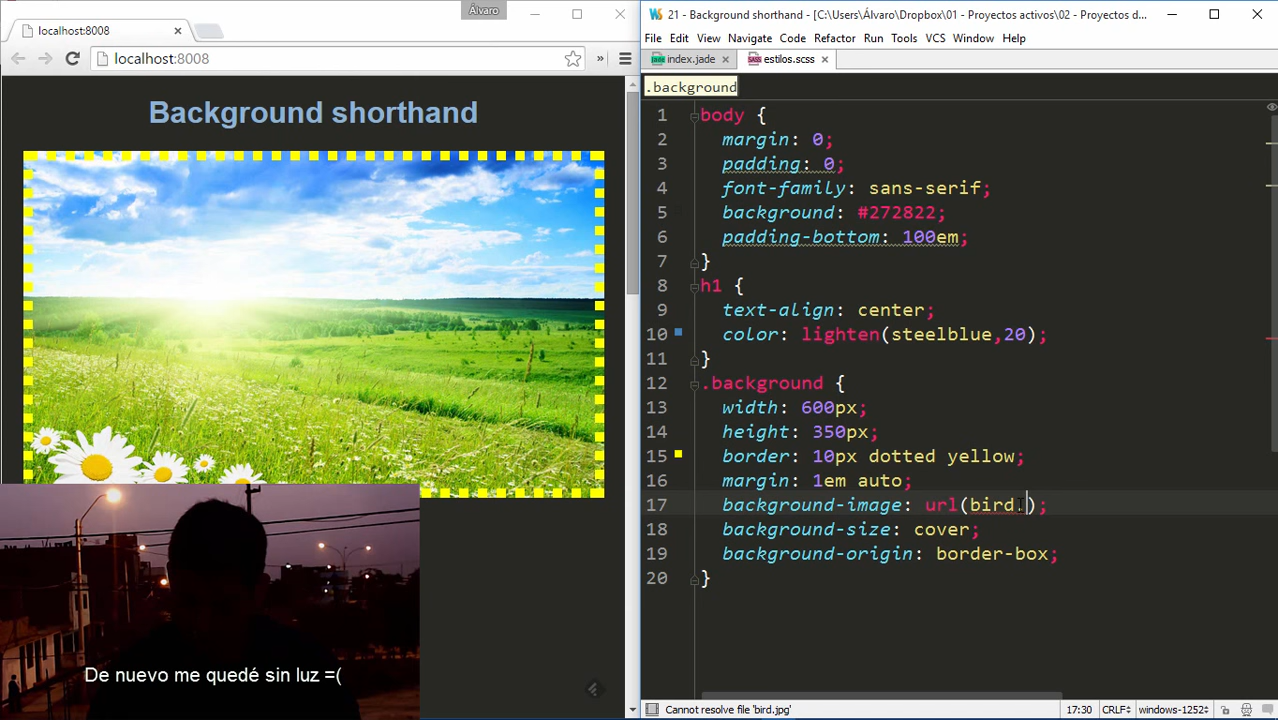 Álvaro
localhost:8008
localhost:8008
»
Background shorthand
De nuevo me quedé sin luz =(
21 - Background shorthand - [C:\Users\Álvaro\Dropbox\01 - Proyectos activos\02 - Proyectos d...
File Edit View Navigate Code Refactor Run Tools VCS Window Help
index.jade estilos.scss
.background
1 body {
2 margin: 0;
3 padding: 0;
4 font-family: sans-serif;
5 background: #272822;
6 padding-bottom: 100em;
7 }
8 h1 {
9 text-align: center;
10 color: lighten(steelblue,20);
11 }
12 .background {
13 width: 600px;
14 height: 350px;
15 border: 10px dotted yellow;
16 margin: 1em auto;
17 background-image: url(bird.);
18 background-size: cover;
19 background-origin: border-box;
20 }
Cannot resolve file 'bird.jpg' 17:30 CRLF windows-1252